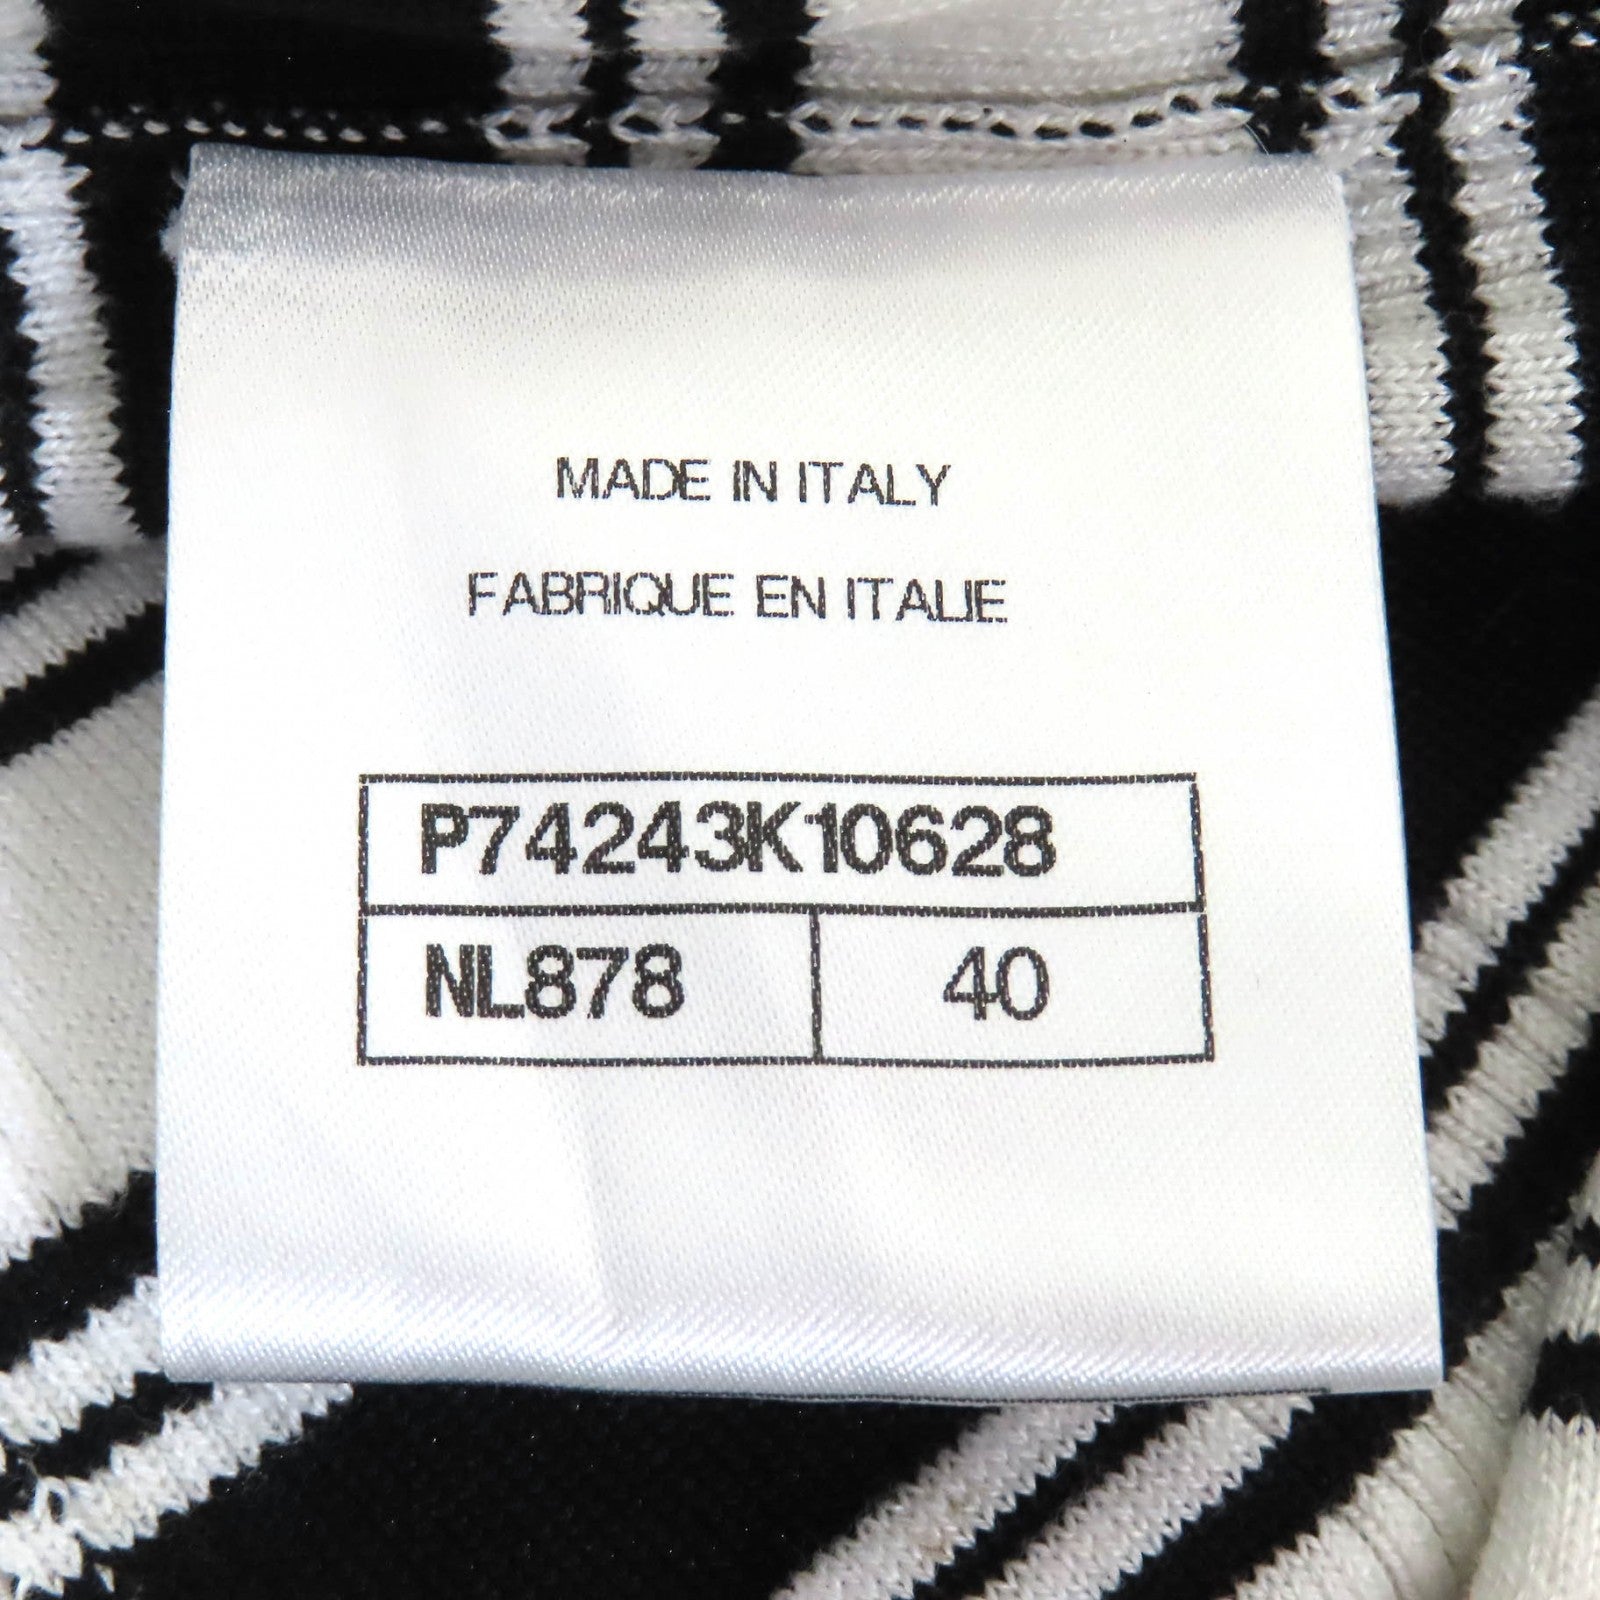 MADE IN ITALY
FABRIQUE EN ITALIE
P74243K10628
NL878 40